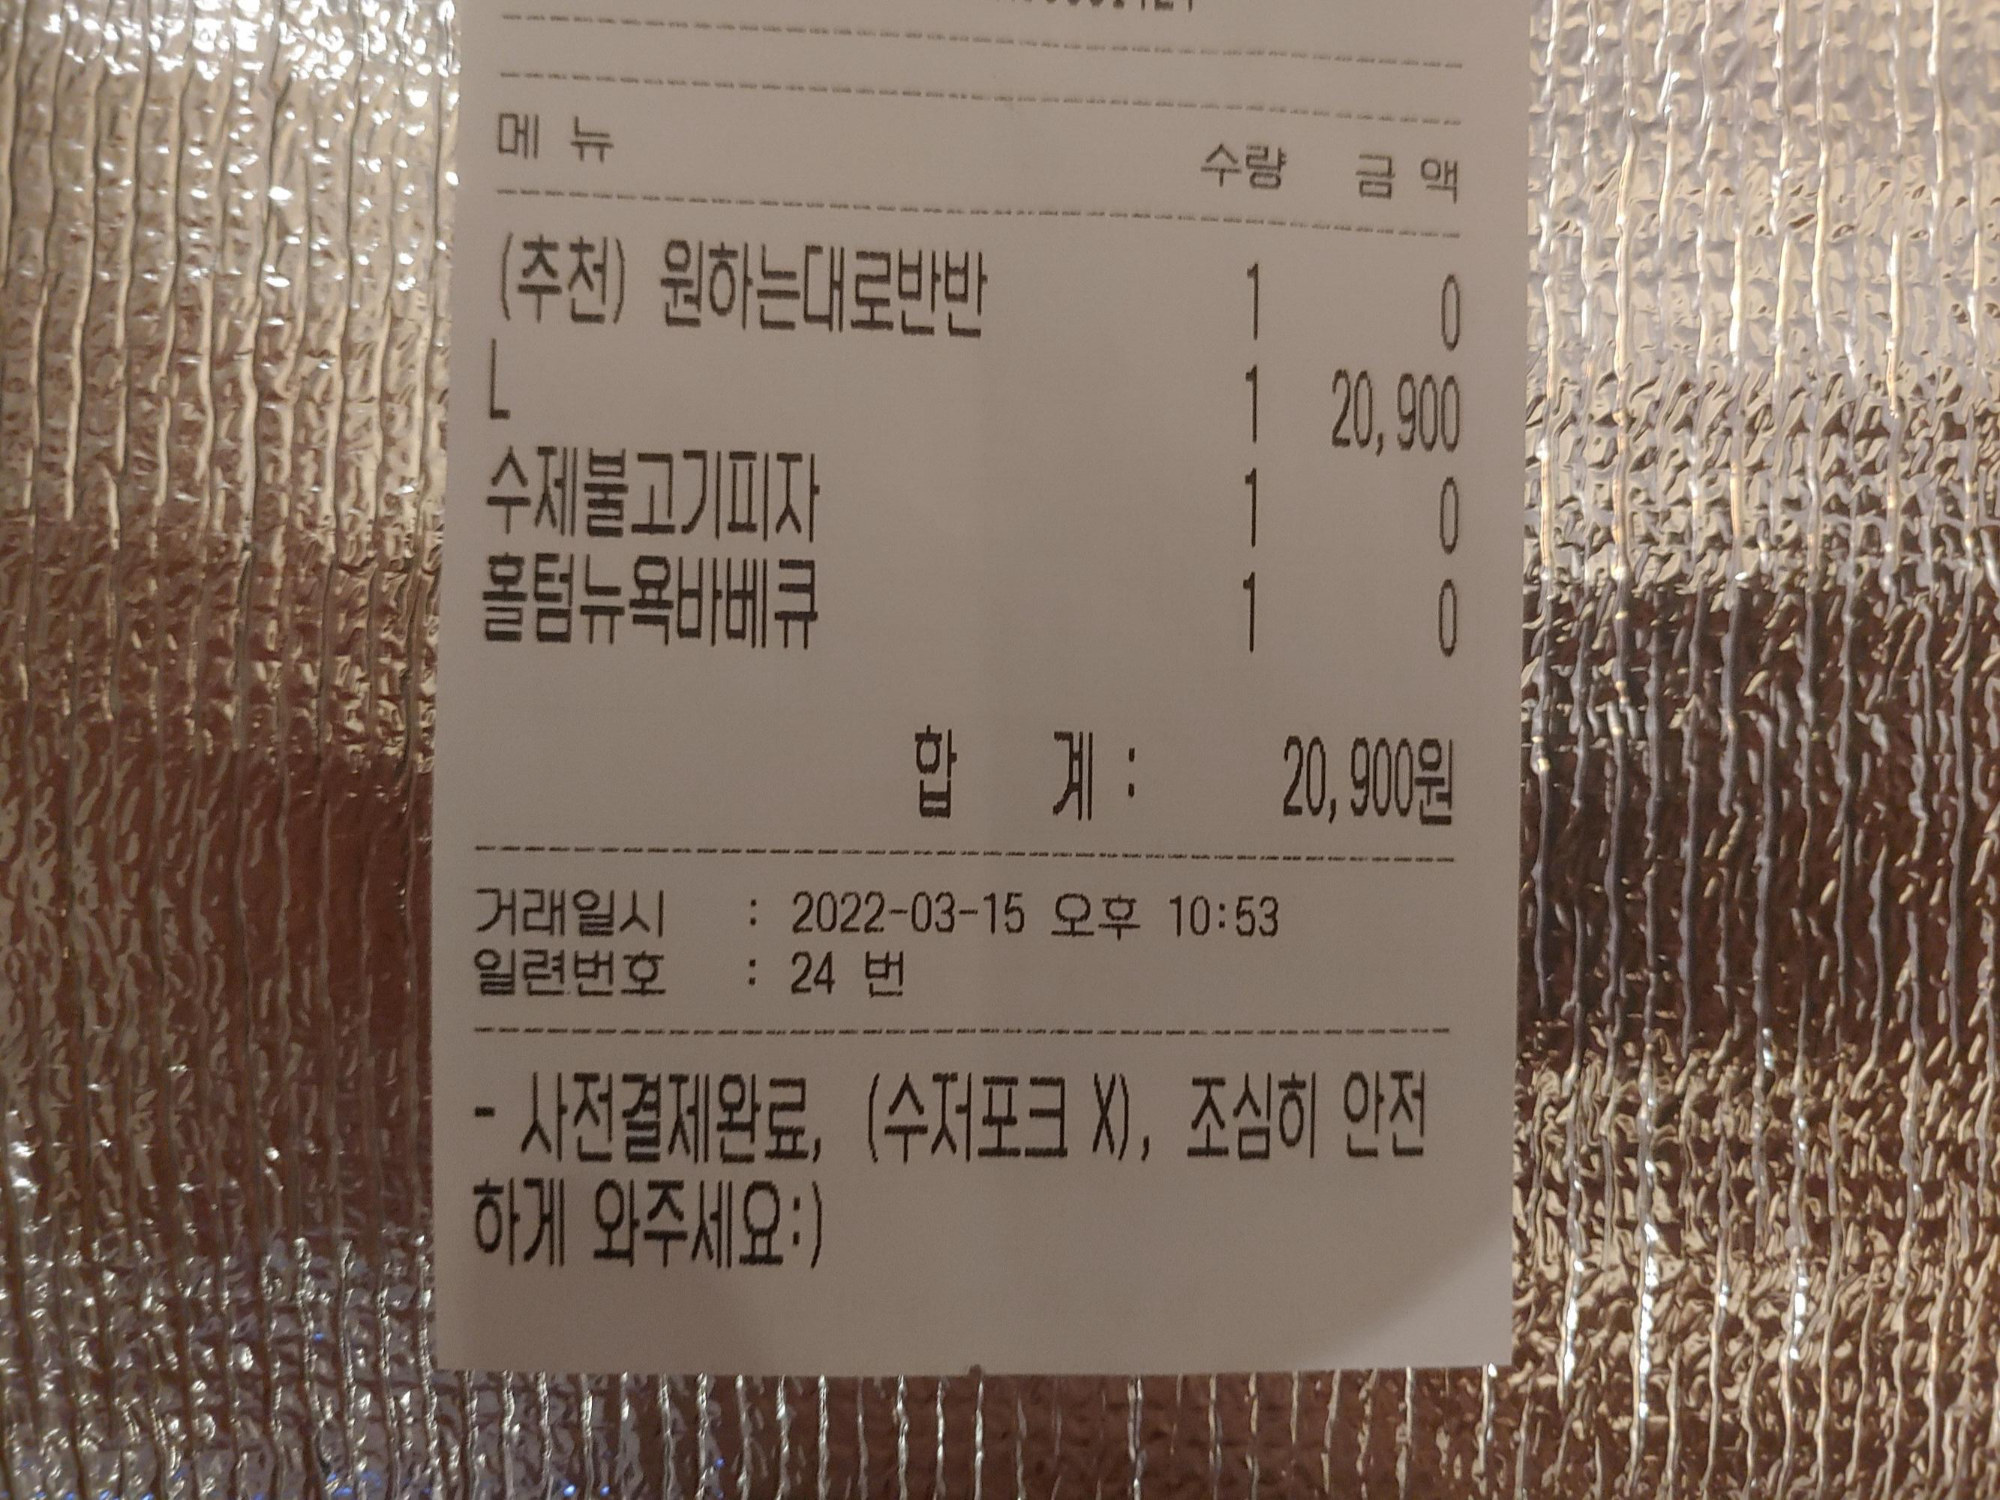 메 뉴 수량 금 액
(추천) 원하는대로반반 1 0
L 1 20,900
수제불고기피자 1 0
홀텀뉴욕바베큐 1 0
합 계 : 20,900원
거래일시 : 2022-03-15 오후 10:53
일련번호 : 24 번
- 사전결제완료, (수저포크 X), 조심히 안전
하게 와주세요:)